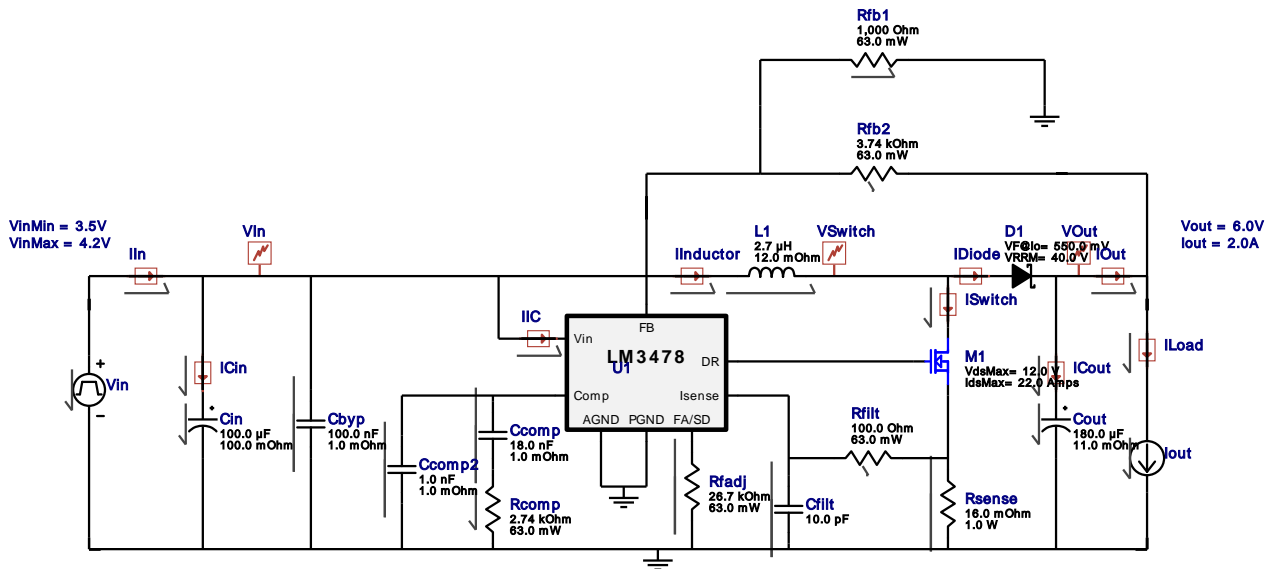 Rfb1
1,000 Ohm
63.0 mW
Rfb2
3.74 kOhm
63.0 mW
VinMin = 3.5V
VinMax = 4.2V
Vout = 6.0V
Iout = 2.0A
IIn
VIn
IInductor
L1
2.7 µH
12.0 mOhm
VSwitch
IDiode
D1
VF@Io= 550.0 mV
VRRM= 40.0 V
VOut
IOut
ISwitch
IIC
Vin
FB
LM3478
U1
DR
Comp
Isense
AGND
PGND
FA/SD
M1
VdsMax= 12.0 V
IdsMax= 22.0 Amps
ILoad
ICout
ICin
+
Vin
−
Cin
100.0 µF
100.0 mOhm
Cbyp
100.0 nF
1.0 mOhm
Ccomp
18.0 nF
1.0 mOhm
Ccomp2
1.0 nF
1.0 mOhm
Rcomp
2.74 kOhm
63.0 mW
Rfadj
26.7 kOhm
63.0 mW
Rfilt
100.0 Ohm
63.0 mW
Cfilt
10.0 pF
Rsense
16.0 mOhm
1.0 W
Cout
180.0 µF
11.0 mOhm
Iout